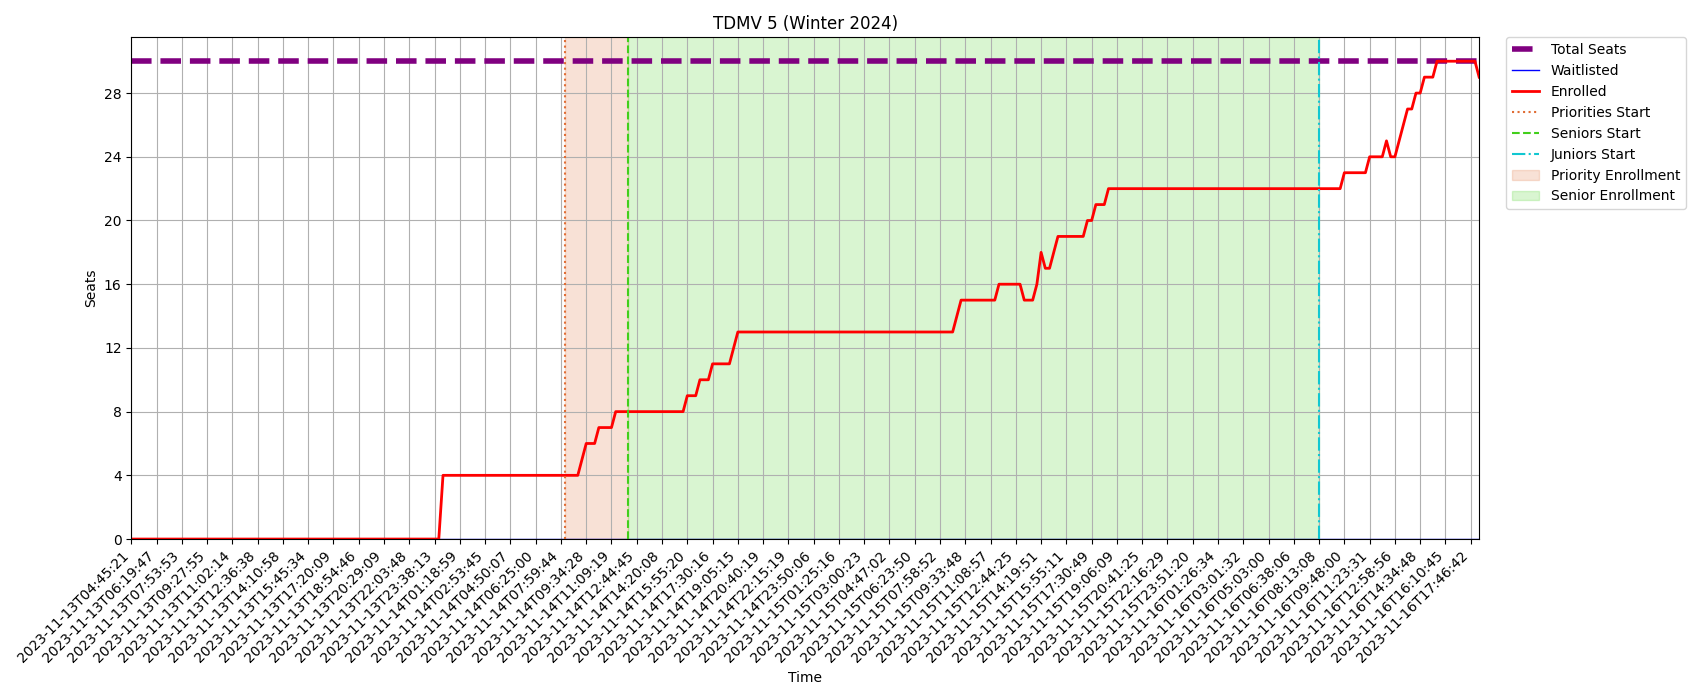 TDMV 5 (Winter 2024)
Total Seats
Waitlisted
Enrolled
Priorities Start
Seniors Start
Juniors Start
Priority Enrollment
Senior Enrollment
Seats
28
24
20
16
12
8
4
0
2023-11-13T04:45:21
2023-11-13T06:19:47
2023-11-13T07:53:53
2023-11-13T09:27:55
2023-11-13T11:02:14
2023-11-13T12:36:38
2023-11-13T14:10:58
2023-11-13T15:45:34
2023-11-13T17:20:09
2023-11-13T18:54:46
2023-11-13T20:29:09
2023-11-13T22:03:48
2023-11-13T23:38:13
2023-11-14T01:18:59
2023-11-14T02:53:45
2023-11-14T04:50:07
2023-11-14T06:25:00
2023-11-14T07:59:44
2023-11-14T09:34:28
2023-11-14T11:09:19
2023-11-14T12:44:45
2023-11-14T14:20:08
2023-11-14T15:55:20
2023-11-14T17:30:16
2023-11-14T19:05:15
2023-11-14T20:40:19
2023-11-14T22:15:19
2023-11-14T23:50:06
2023-11-15T01:25:16
2023-11-15T03:00:23
2023-11-15T04:47:02
2023-11-15T06:23:50
2023-11-15T07:58:52
2023-11-15T09:33:48
2023-11-15T11:08:57
2023-11-15T12:44:25
2023-11-15T14:19:51
2023-11-15T15:55:11
2023-11-15T17:30:49
2023-11-15T19:06:09
2023-11-15T20:41:25
2023-11-15T22:16:29
2023-11-15T23:51:20
2023-11-16T01:26:34
2023-11-16T03:01:32
2023-11-16T05:03:00
2023-11-16T06:38:06
2023-11-16T08:13:08
2023-11-16T09:48:00
2023-11-16T11:23:31
2023-11-16T12:58:56
2023-11-16T14:34:48
2023-11-16T16:10:45
2023-11-16T17:46:42
Time